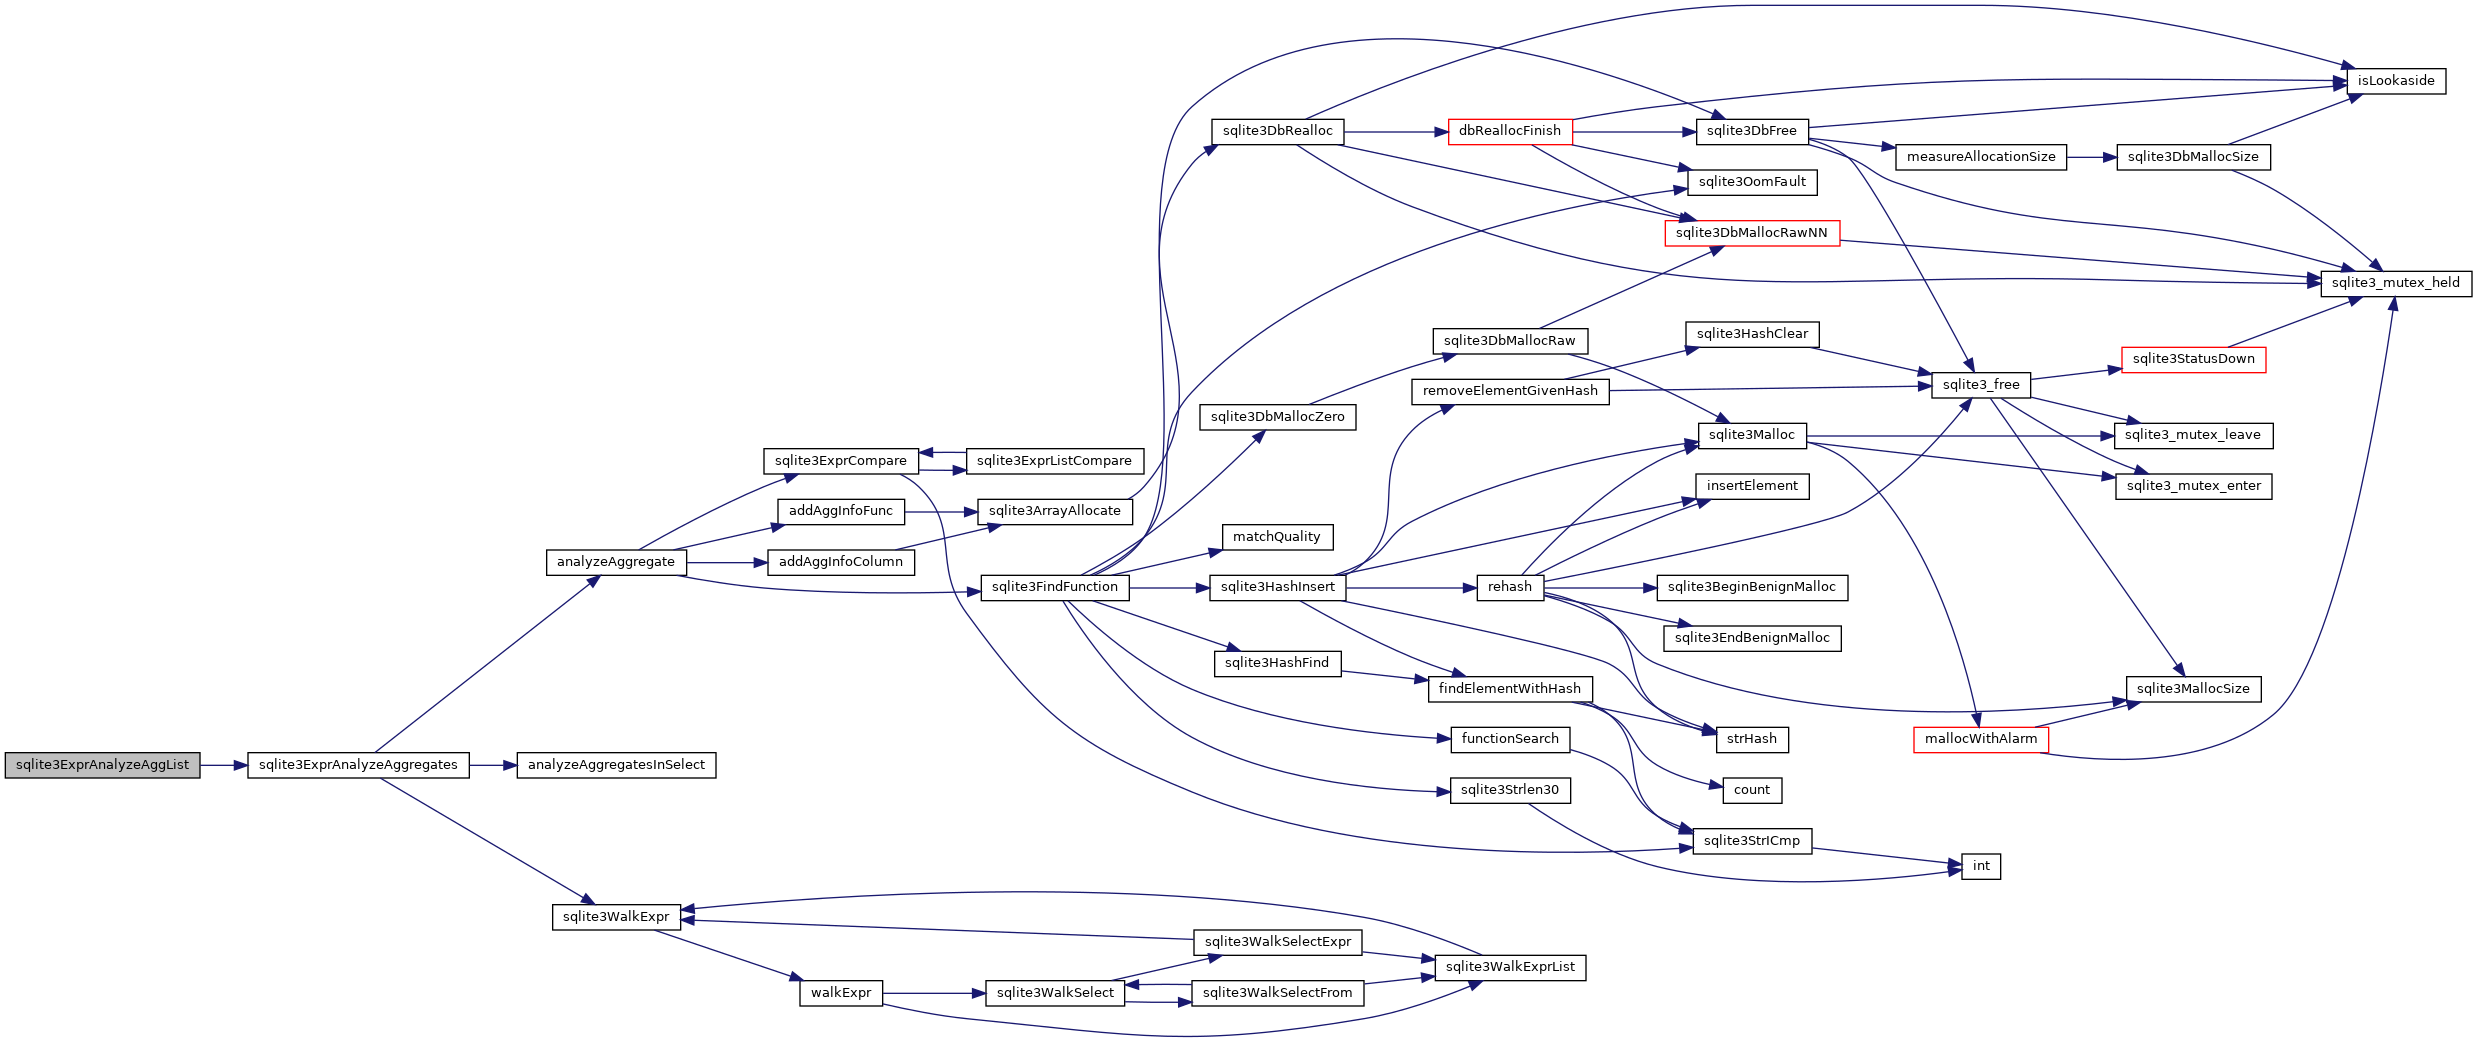 isLookaside
sqlite3DbRealloc
dbReallocFinish
sqlite3DbFree
measureAllocationSize
sqlite3DbMallocSize
sqlite3OomFault
sqlite3DbMallocRawNN
sqlite3_mutex_held
sqlite3HashClear
sqlite3DbMallocRaw
sqlite3StatusDown
removeElementGivenHash
sqlite3_free
sqlite3DbMallocZero
sqlite3Malloc
sqlite3_mutex_leave
sqlite3ExprCompare
sqlite3ExprListCompare
insertElement
sqlite3_mutex_enter
addAggInfoFunc
sqlite3ArrayAllocate
matchQuality
analyzeAggregate
addAggInfoColumn
sqlite3FindFunction
sqlite3HashInsert
rehash
sqlite3BeginBenignMalloc
sqlite3EndBenignMalloc
sqlite3HashFind
findElementWithHash
sqlite3MallocSize
functionSearch
strHash
mallocWithAlarm
sqlite3ExprAnalyzeAggList
sqlite3ExprAnalyzeAggregates
analyzeAggregatesInSelect
sqlite3Strlen30
count
sqlite3StrICmp
int
sqlite3WalkExpr
sqlite3WalkSelectExpr
sqlite3WalkExprList
walkExpr
sqlite3WalkSelect
sqlite3WalkSelectFrom